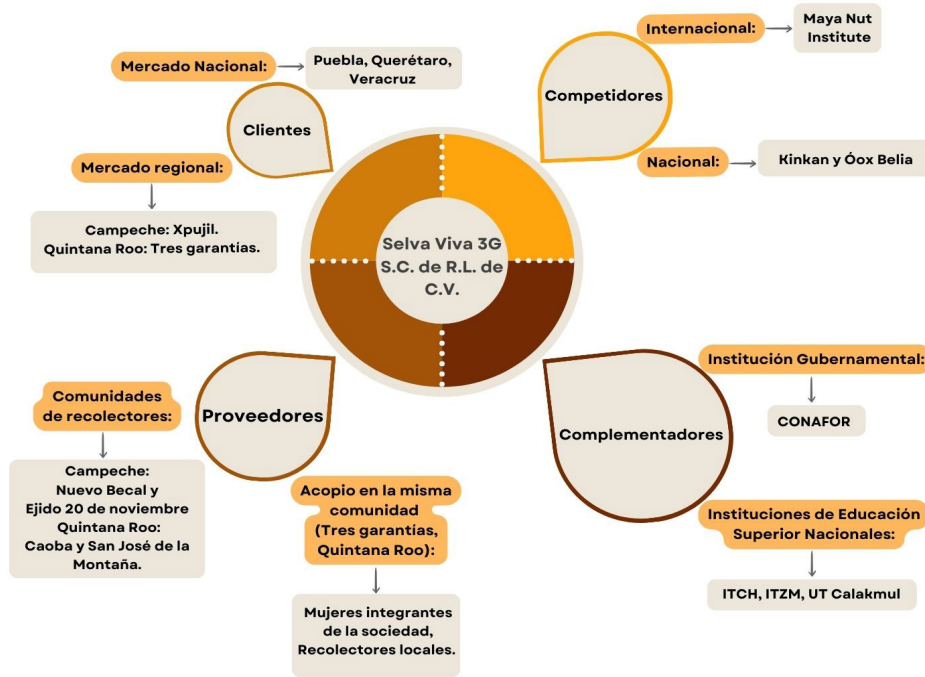 Mercado Nacional:
Puebla, Querétaro,
Veracruz
Clientes
Mercado regional:
Campeche: Xpujil.
Quintana Roo: Tres garantías.
Internacional:
Maya Nut
Institute
Competidores
Nacional:
Kinkan y Óox Belia
Selva Viva 3G
S.C. de R.L. de
C.V.
Comunidades
de recolectores:
Campeche:
Nuevo Becal y
Ejido 20 de noviembre
Quintana Roo:
Caoba y San José de la
Montaña.
Proveedores
Acopio en la misma
comunidad
(Tres garantías,
Quintana Roo):
Mujeres integrantes
de la sociedad,
Recolectores locales.
Complementadores
Institución Gubernamental:
CONAFOR
Instituciones de Educación
Superior Nacionales:
ITCH, ITZM, UT Calakmul